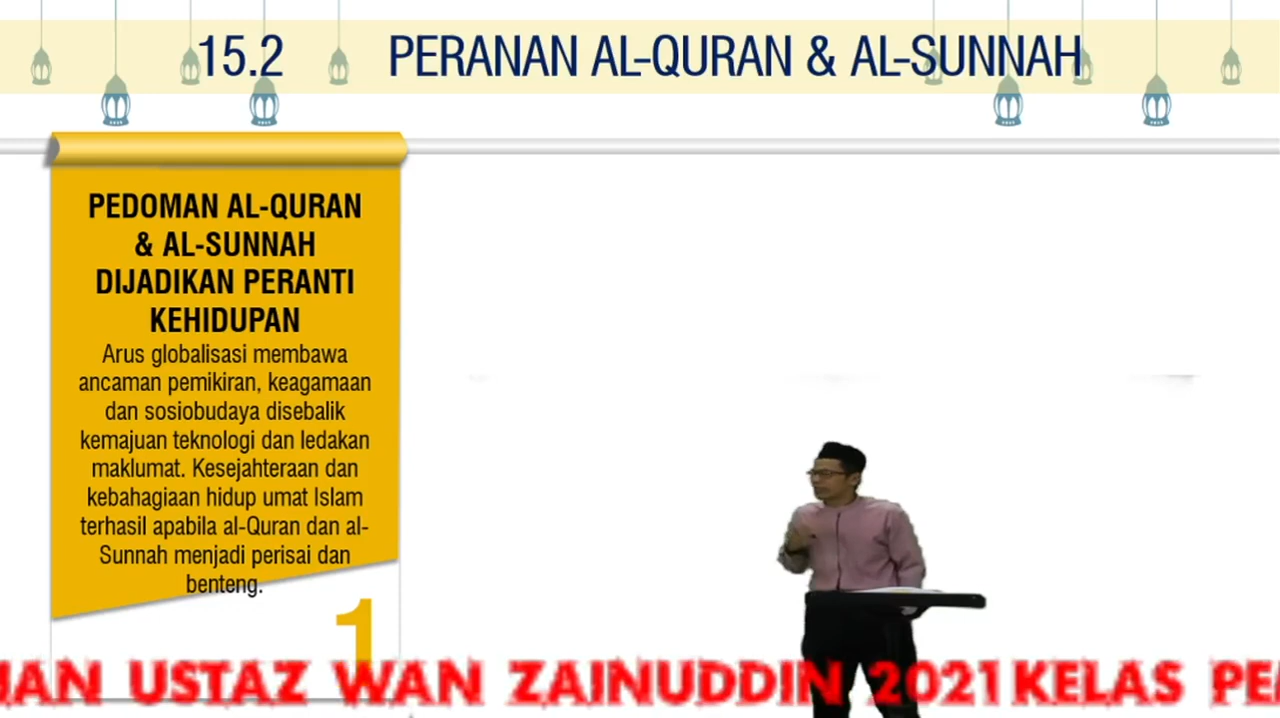 15.2 PERANAN AL-QURAN & AL-SUNNAH
PEDOMAN AL-QURAN
& AL-SUNNAH
DIJADIKAN PERANTI
KEHIDUPAN
Arus globalisasi membawa
ancaman pemikiran, keagamaan
dan sosiobudaya disebalik
kemajuan teknologi dan ledakan
maklumat. Kesejahteraan dan
kebahagiaan hidup umat Islam
terhasil apabila al-Quran dan al-
Sunnah menjadi perisai dan
benteng.
1
USTAZ WAN ZAINUDDIN 2021 KELAS